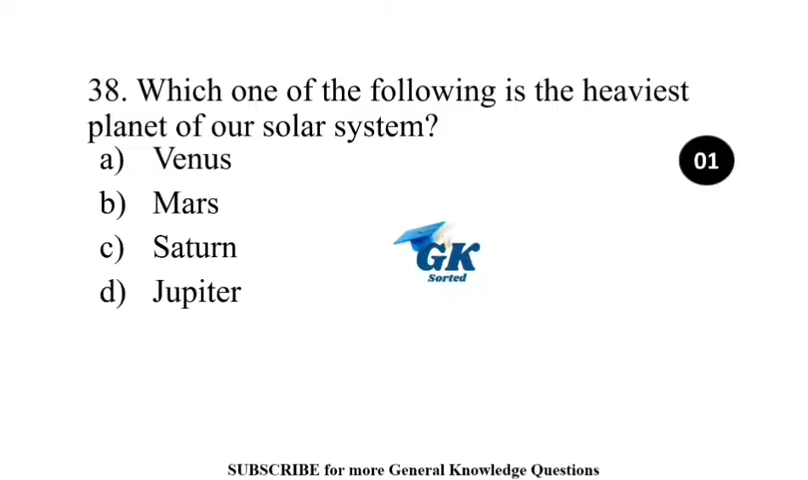 38. Which one of the following is the heaviest
planet of our solar system?
a) Venus
01
b) Mars
c) Saturn
GK
Sorted
d) Jupiter
SUBSCRIBE for more General Knowledge Questions